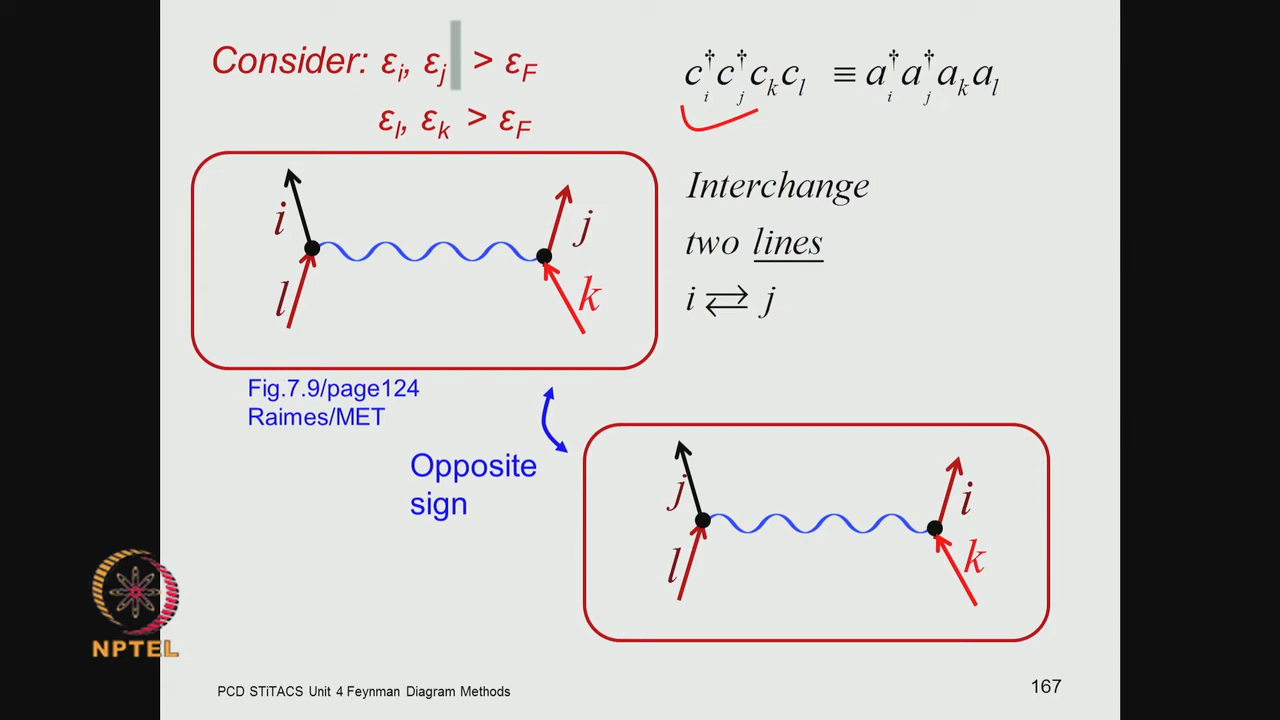 Consider: εi, εj > εF
εl, εk > εF
c†i c†j ck cl ≡ a†i a†j ak al
Interchange
two lines
i ⇄ j
i
j
l
k
Fig.7.9/page124
Raimes/MET
Opposite
sign
j
i
l
k
NPTEL
PCD STiTACS Unit 4 Feynman Diagram Methods
167